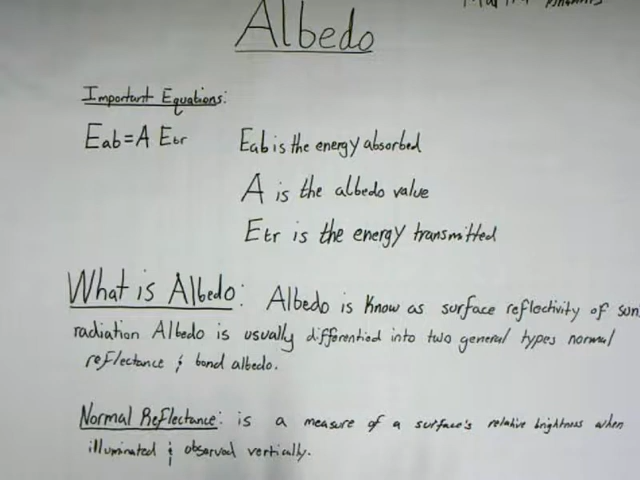 Albedo
Important Equations:
Eab=A Etr
Eab is the energy absorbed
A is the albedo value
Etr is the energy transmitted
What is Albedo: Albedo is Know as surface reflectivity of sun
radiation Albedo is usually differentied into two general types normal
reflectance & bond albedo.
Normal Reflectance: is a measure of a surface's relative brightness when
illuminated & observed vertically.